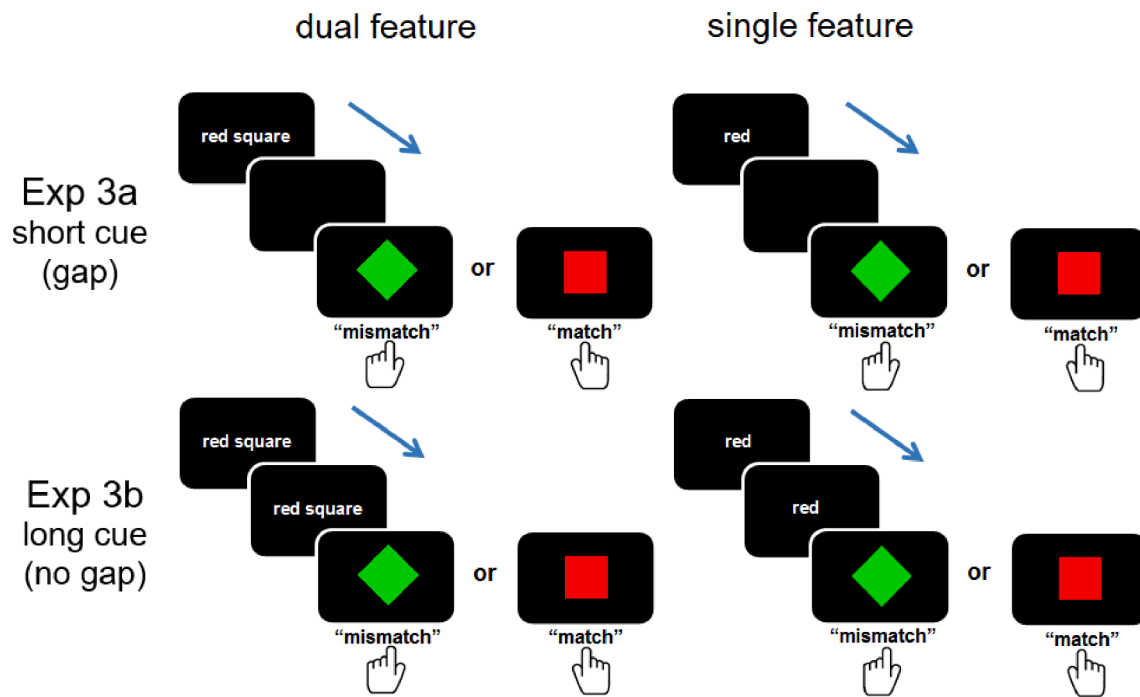 dual feature
single feature
Exp 3a
short cue
(gap)
red square
or
“mismatch”
“match”
red
or
“mismatch”
“match”
Exp 3b
long cue
(no gap)
red square
red square
or
“mismatch”
“match”
red
red
or
“mismatch”
“match”